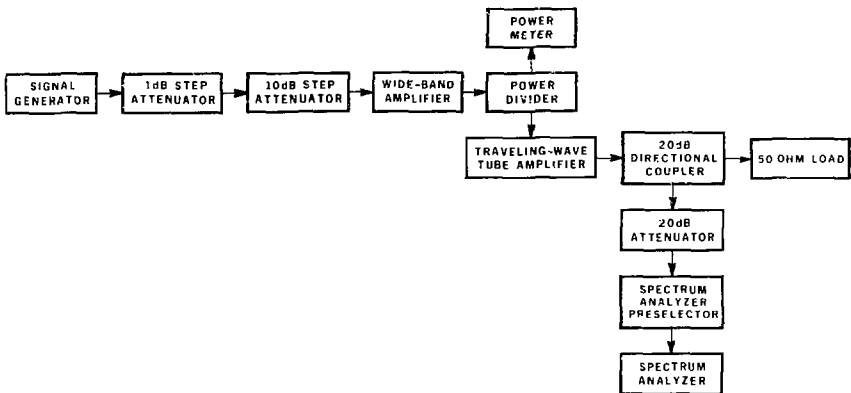 POWER
METER
SIGNAL
GENERATOR
1dB STEP
ATTENUATOR
10dB STEP
ATTENUATOR
WIDE-BAND
AMPLIFIER
POWER
DIVIDER
TRAVELING-WAVE
TUBE AMPLIFIER
20dB
DIRECTIONAL
COUPLER
50 OHM LOAD
20dB
ATTENUATOR
SPECTRUM
ANALYZER
PRESELECTOR
SPECTRUM
ANALYZER